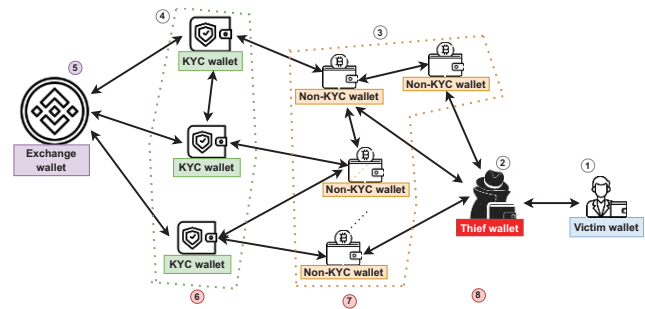 4
3
5
KYC wallet
Non-KYC wallet
Non-KYC wallet
Exchange
wallet
KYC wallet
2
1
Non-KYC wallet
Thief wallet
Victim wallet
KYC wallet
Non-KYC wallet
6
7
8